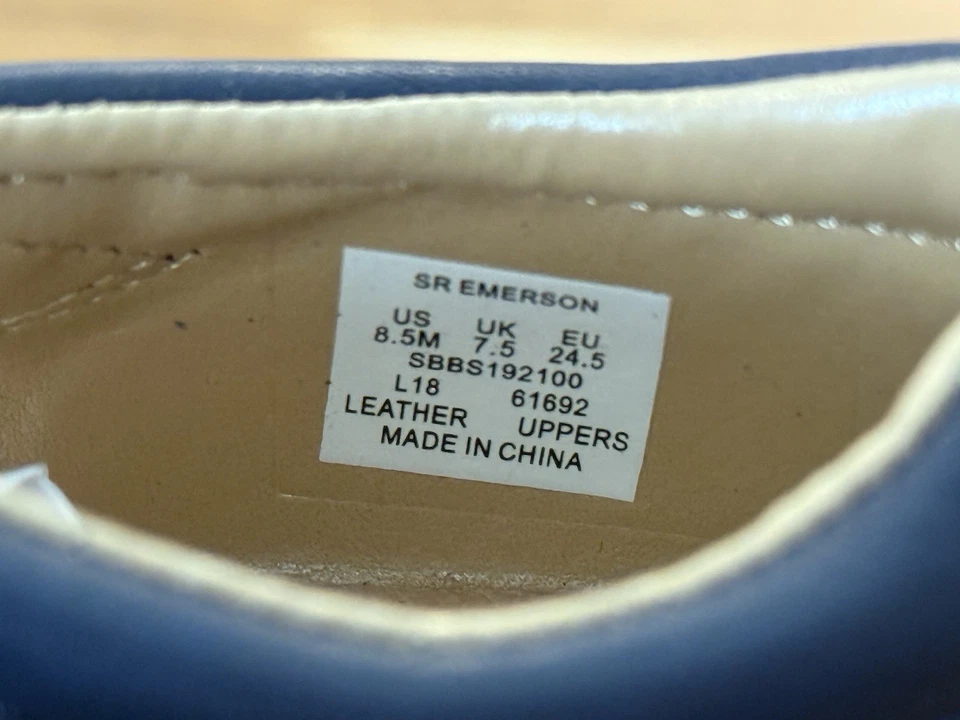 SR EMERSON
US UK EU
8.5M 7.5 24.5
SBBS192100
L18 61692
LEATHER UPPERS
MADE IN CHINA